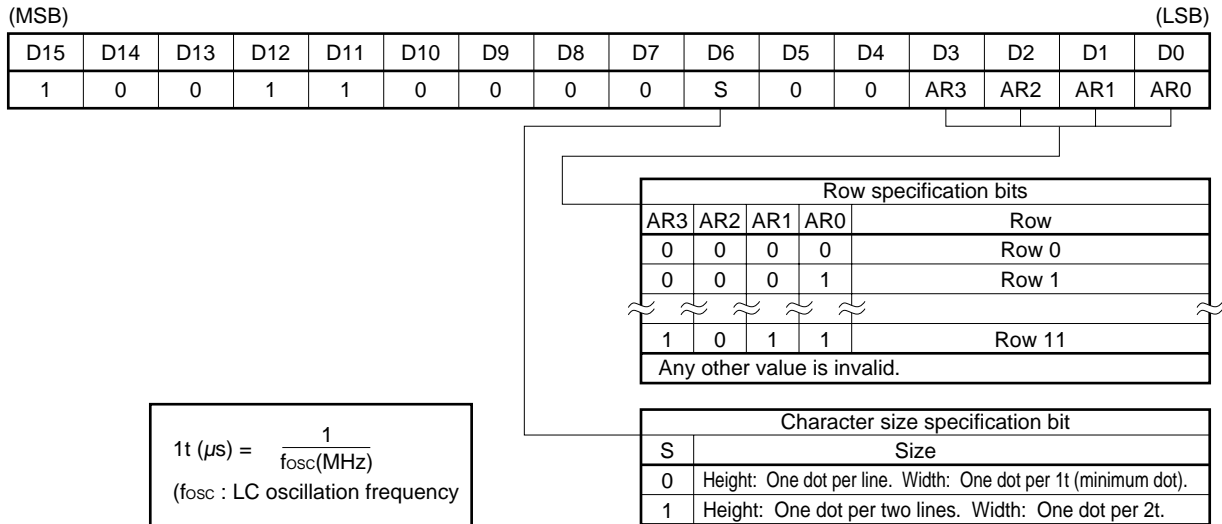 (MSB) (LSB)
D15 D14 D13 D12 D11 D10 D9 D8 D7 D6 D5 D4 D3 D2 D1 D0
1 0 0 1 1 0 0 0 0 S 0 0 AR3 AR2 AR1 AR0
Row specification bits
AR3 AR2 AR1 AR0 Row
0 0 0 0 Row 0
0 0 0 1 Row 1
1 0 1 1 Row 11
Any other value is invalid.
Character size specification bit
S Size
0 Height: One dot per line. Width: One dot per 1t (minimum dot).
1 Height: One dot per two lines. Width: One dot per 2t.
1t (µs) = 1
fosc(MHz)
(fosc : LC oscillation frequency